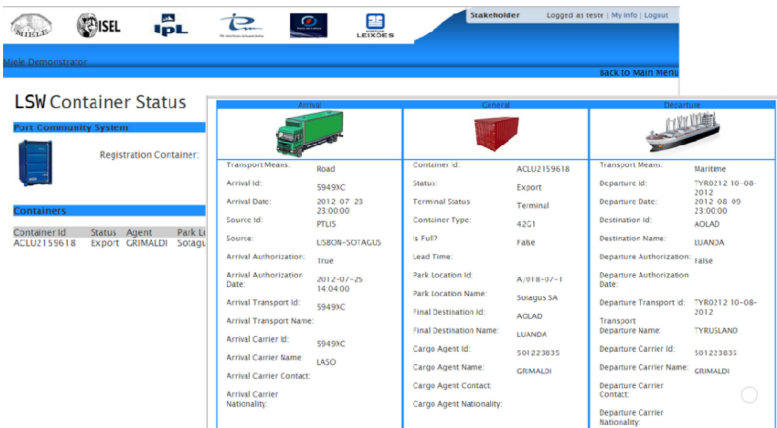 MIELE
ISEL
IPL
LEIXÕES
Stakeholder Logged as teste | My Info | Logout
Miele Demonstrator
Back to Main Menu
LSW Container Status
Port Community System
Registration Container:
Containers
Container Id Status Agent Park Lo
ACLU2159618 Export GRIMALDI Sotagu
Arrival
Transport Means: Road
Arrival Id: 5949XC
Arrival Date: 2012-07-23 23:00:00
Source Id: PTLIS
Source: LISBON-SOTAGUS
Arrival Authorization: True
Arrival Authorization Date: 2012-07-25 14:04:00
Arrival Transport Id: 5949XC
Arrival Transport Name:
Arrival Carrier Id: 5949XC
Arrival Carrier Name LASO
Arrival Carrier Contact:
Arrival Carrier Nationality:
General
Container Id: ACLU2159618
Status: Export
Terminal Status Terminal
Container Type: 42G1
Is Full? False
Lead Time:
Park Location Id: A/018-07-1
Park Location Name: Sotagus SA
Final Destination Id: AOLAD
Final Destination Name: LUANDA
Cargo Agent Id: 501223835
Cargo Agent Name: GRIMALDI
Cargo Agent Contact:
Cargo Agent Nationality:
Departure
Transport Means: Maritime
Departure Id: TYR0212 10-08-2012
Departure Date: 2012-08-09 23:00:00
Destination Id: AOLAD
Destination Name: LUANDA
Departure Authorization: False
Departure Authorization Date:
Departure Transport Id: TYR0212 10-08-2012
Transport
Departure Name: TYRUSLAND
Departure Carrier Id: 501223835
Departure Carrier Name: GRIMALDI
Departure Carrier Contact:
Departure Carrier Nationality: